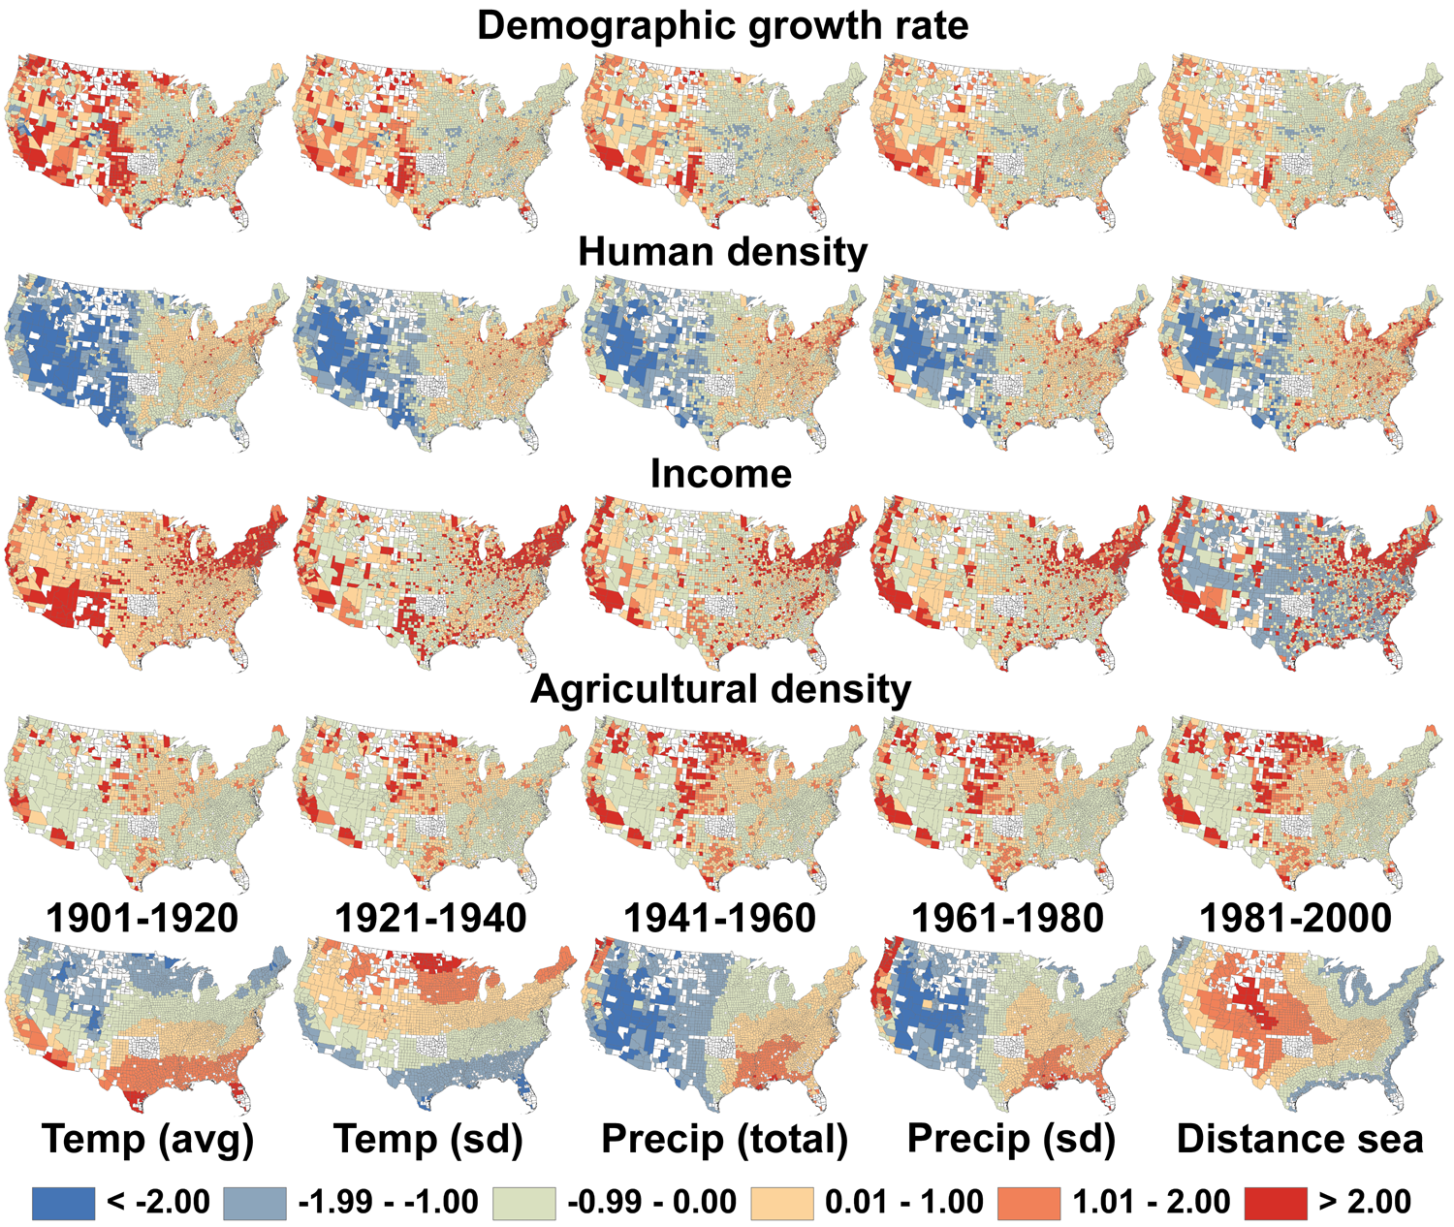 Demographic growth rate
Human density
Income
Agricultural density
1901-1920 1921-1940 1941-1960 1961-1980 1981-2000
Temp (avg) Temp (sd) Precip (total) Precip (sd) Distance sea
< -2.00 -1.99 - -1.00 -0.99 - 0.00 0.01 - 1.00 1.01 - 2.00 > 2.00